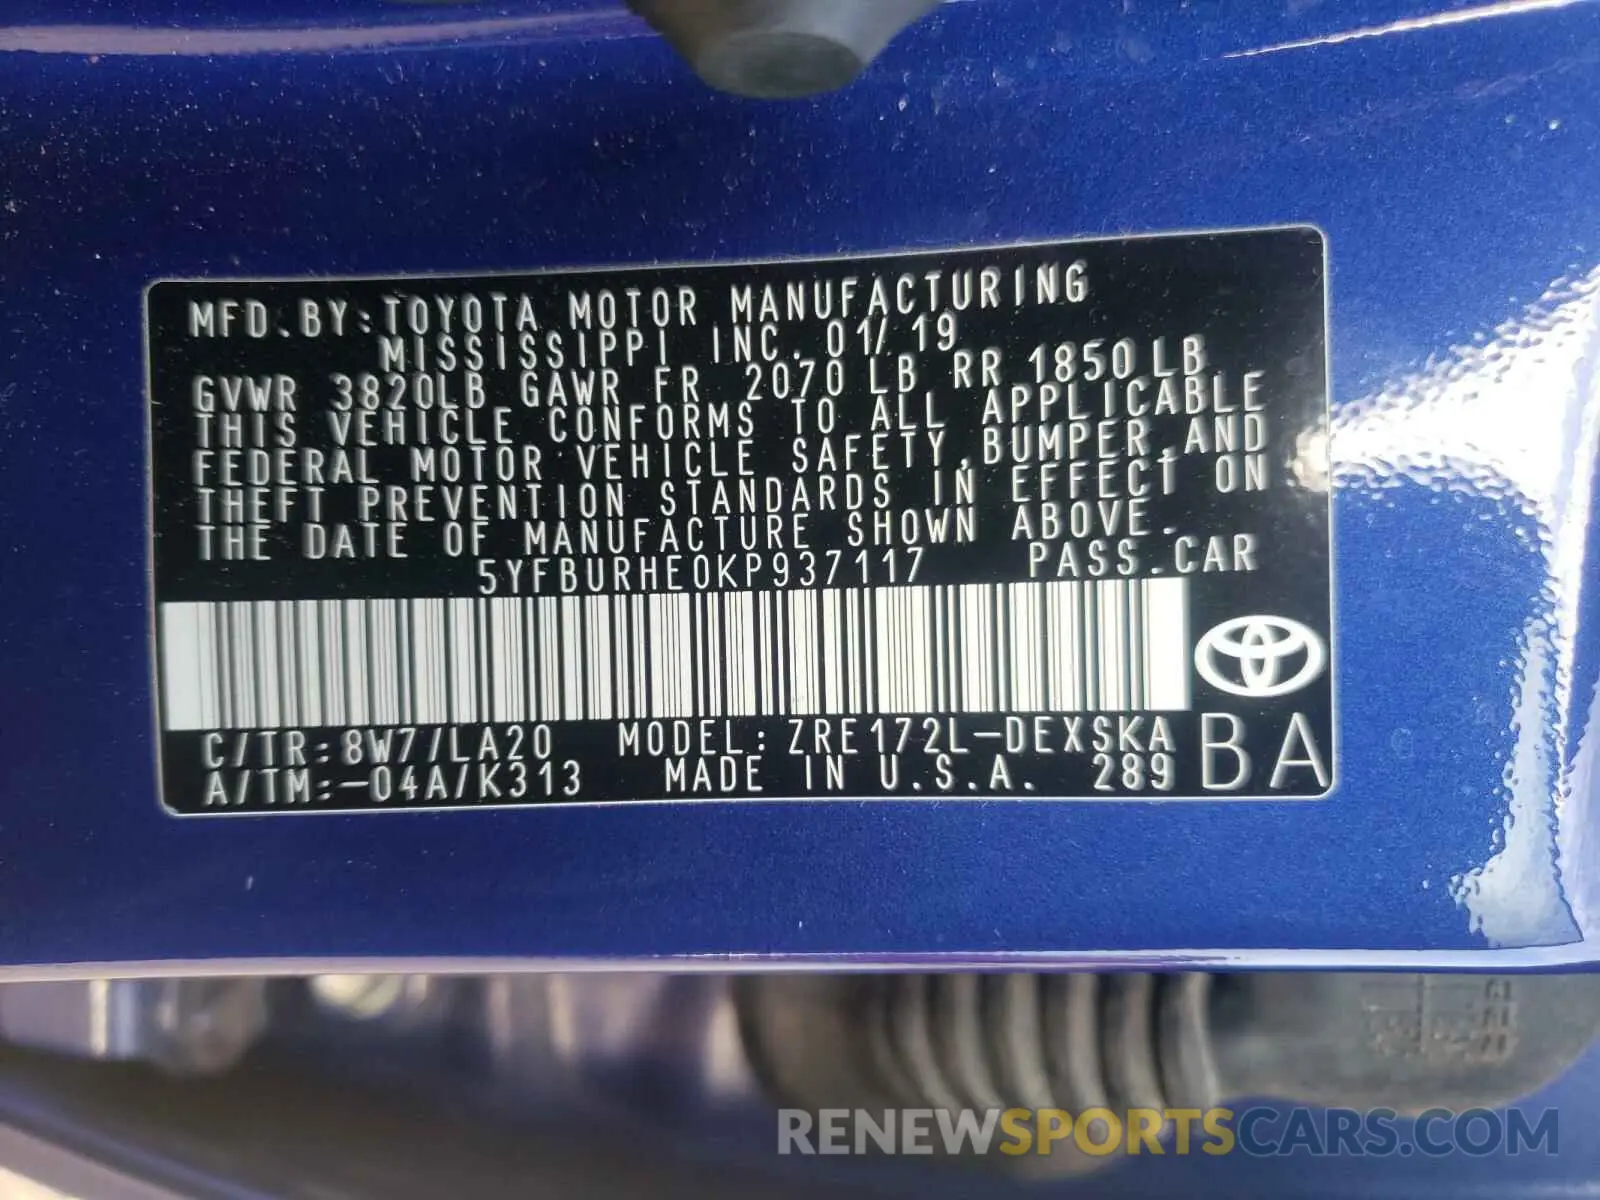 MFD.BY:TOYOTA MOTOR MANUFACTURING
MISSISSIPPI INC. 01/19
GVWR 3820LB GAWR FR 2070LB RR 1850LB
THIS VEHICLE CONFORMS TO ALL APPLICABLE
FEDERAL MOTOR VEHICLE SAFETY,BUMPER,AND
THEFT PREVENTION STANDARDS IN EFFECT ON
THE DATE OF MANUFACTURE SHOWN ABOVE.
5YFBURHE0KP937117 PASS.CAR
C/TR:8W7/LA20 MODEL:ZRE172L-DEXSKA
A/TM:-04A/K313 MADE IN U.S.A. 289
BA
RENEWSPORTSCARS.COM